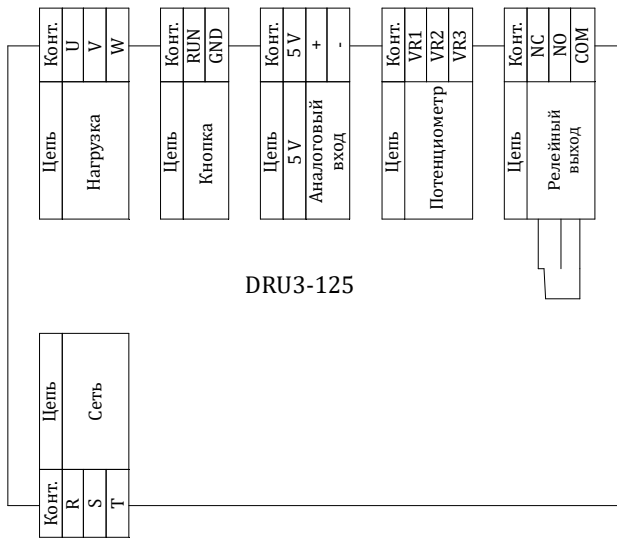 Конт. Цепь
U Нагрузка
V
W
Конт. Цепь
RUN Кнопка
GND
Конт. Цепь
5 V 5 V
+ Аналоговый
- вход
Конт. Цепь
VR1 Потенциометр
VR2
VR3
Конт. Цепь
NC Релейный
NO выход
COM
DRU3-125
Цепь Конт.
Сеть R
S
T